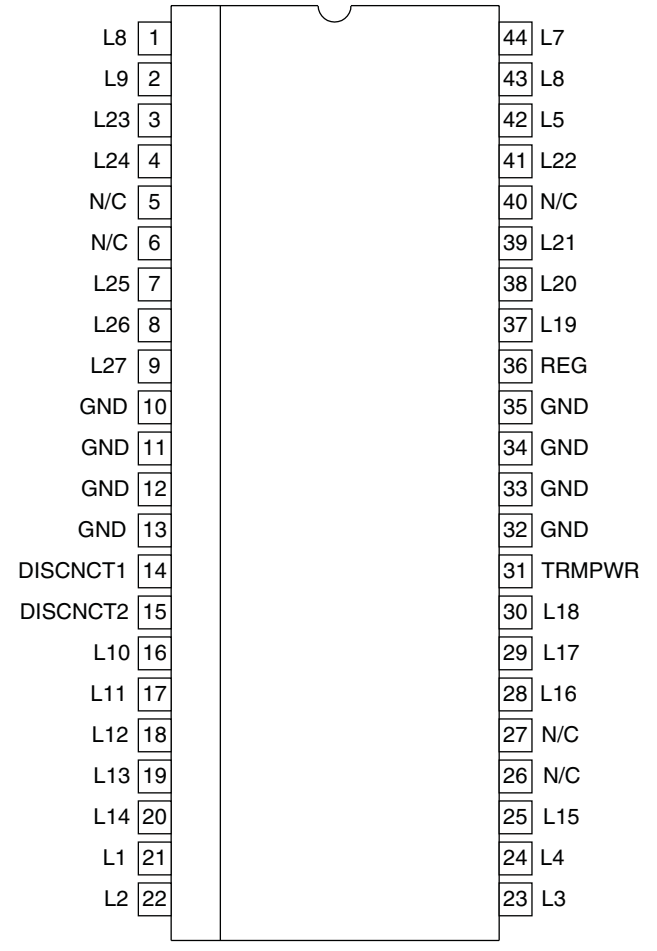 L8 1 44 L7
L9 2 43 L8
L23 3 42 L5
L24 4 41 L22
N/C 5 40 N/C
N/C 6 39 L21
L25 7 38 L20
L26 8 37 L19
L27 9 36 REG
GND 10 35 GND
GND 11 34 GND
GND 12 33 GND
GND 13 32 GND
DISCNCT1 14 31 TRMPWR
DISCNCT2 15 30 L18
L10 16 29 L17
L11 17 28 L16
L12 18 27 N/C
L13 19 26 N/C
L14 20 25 L15
L1 21 24 L4
L2 22 23 L3